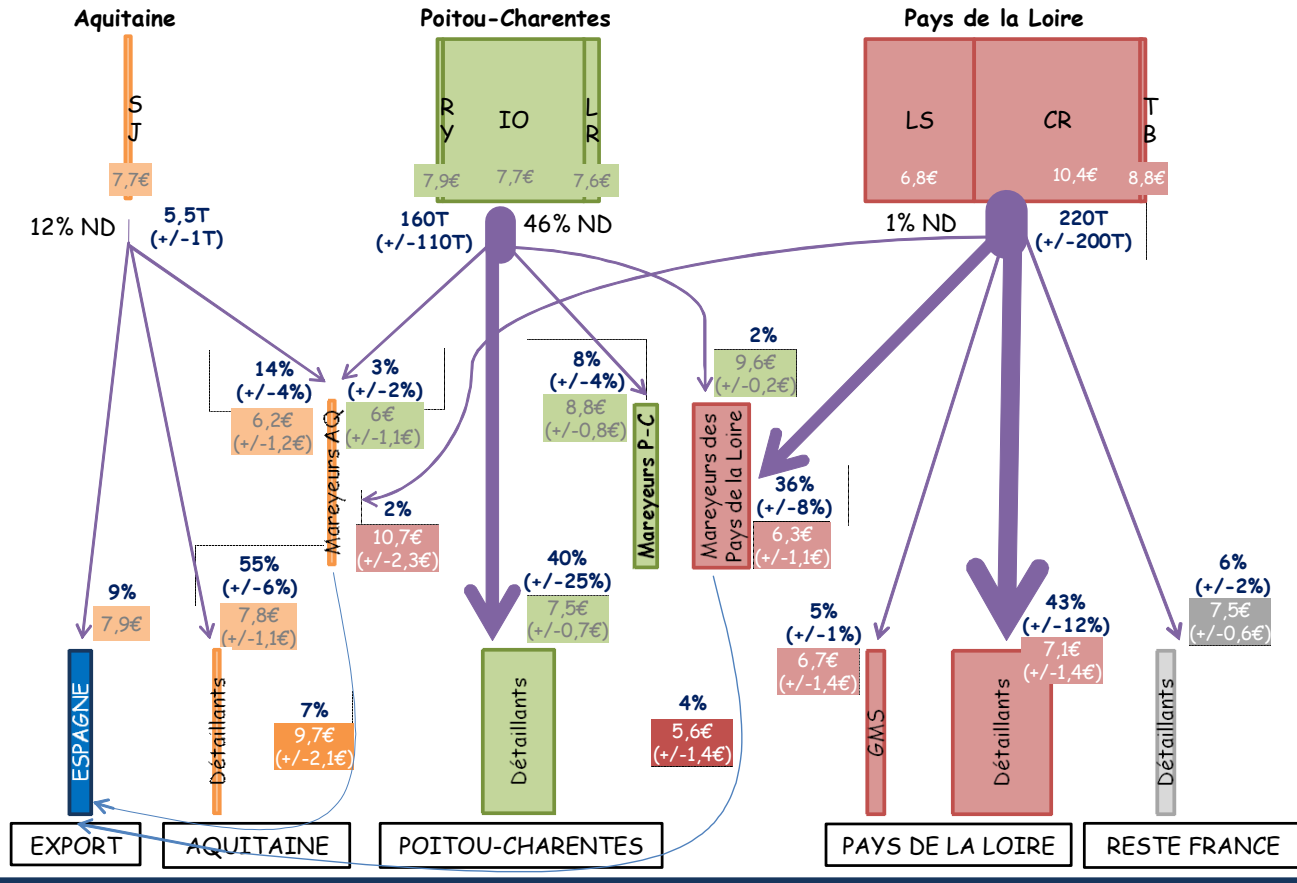 Aquitaine
Poitou-Charentes
Pays de la Loire
S
J
R
Y
IO
L
R
LS
CR
T
B
7,7€
7,9€
7,7€
7,6€
6,8€
10,4€
8,8€
12% ND
5,5T
(+/-1T)
160T
(+/-110T)
46% ND
1% ND
220T
(+/-200T)
14%
(+/-4%)
6,2€
(+/-1,2€)
3%
(+/-2%)
6€
(+/-1,1€)
8%
(+/-4%)
8,8€
(+/-0,8€)
2%
9,6€
(+/-0,2€)
Mareyeurs AQ
Mareyeurs P-C
Mareyeurs des
Pays de la Loire
2%
10,7€
(+/-2,3€)
36%
(+/-8%)
6,3€
(+/-1,1€)
9%
7,9€
55%
(+/-6%)
7,8€
(+/-1,1€)
40%
(+/-25%)
7,5€
(+/-0,7€)
5%
(+/-1%)
6,7€
(+/-1,4€)
43%
(+/-12%)
7,1€
(+/-1,4€)
6%
(+/-2%)
7,5€
(+/-0,6€)
7%
9,7€
(+/-2,1€)
4%
5,6€
(+/-1,4€)
ESPAGNE
Détaillants
Détaillants
GMS
Détaillants
Détaillants
EXPORT
AQUITAINE
POITOU-CHARENTES
PAYS DE LA LOIRE
RESTE FRANCE